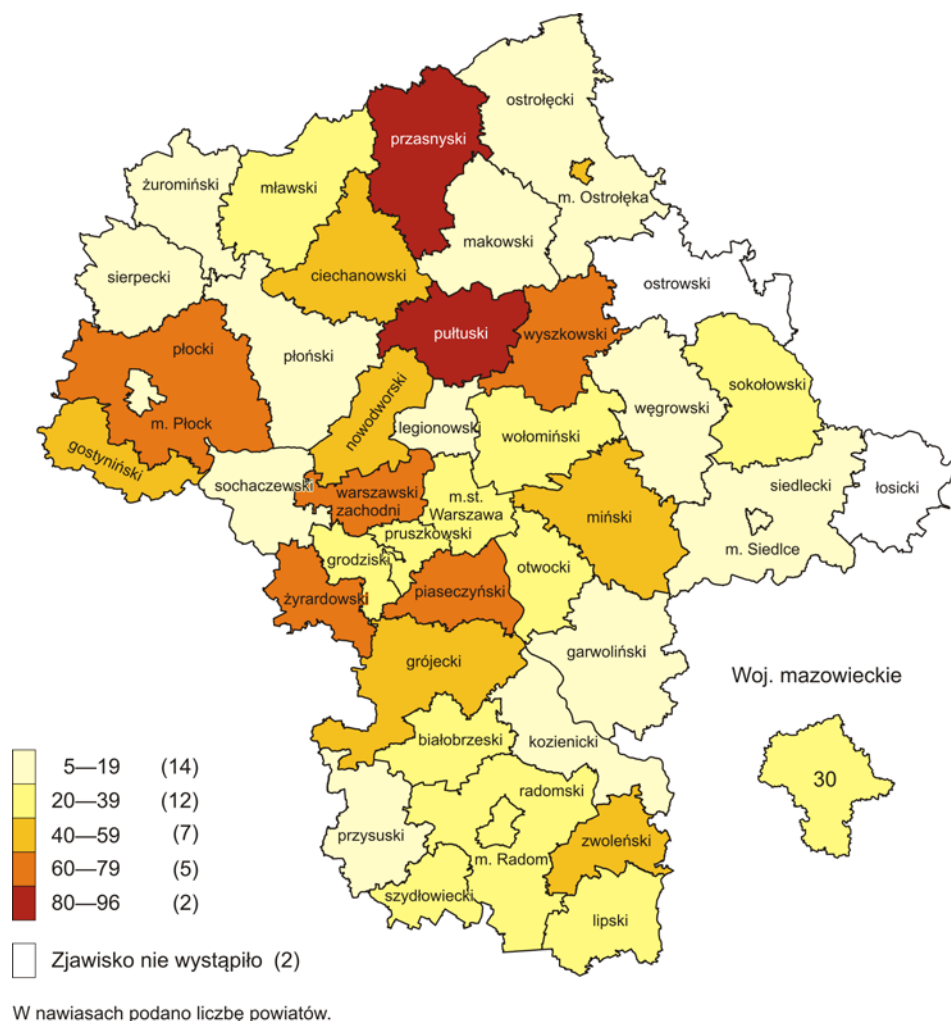 ostrołęcki
przasnyski
żuromiński
mławski
m. Ostrołęka
makowski
sierpecki
ciechanowski
ostrowski
płocki
płoński
pułtuski
wyszkowski
sokołowski
m. Płock
nowodworski
legionowski
wołomiński
węgrowski
gostyniński
sochaczewski
warszawski
zachodni
m.st.
Warszawa
miński
siedlecki
łosicki
m. Siedlce
pruszkowski
grodziski
otwocki
żyrardowski
piaseczyński
grójecki
garwoliński
Woj. mazowieckie
białobrzeski
kozienicki
30
radomski
przysuski
zwoleński
m. Radom
szydłowiecki
lipski
5—19 (14)
20—39 (12)
40—59 (7)
60—79 (5)
80—96 (2)
Zjawisko nie wystąpiło (2)
W nawiasach podano liczbę powiatów.